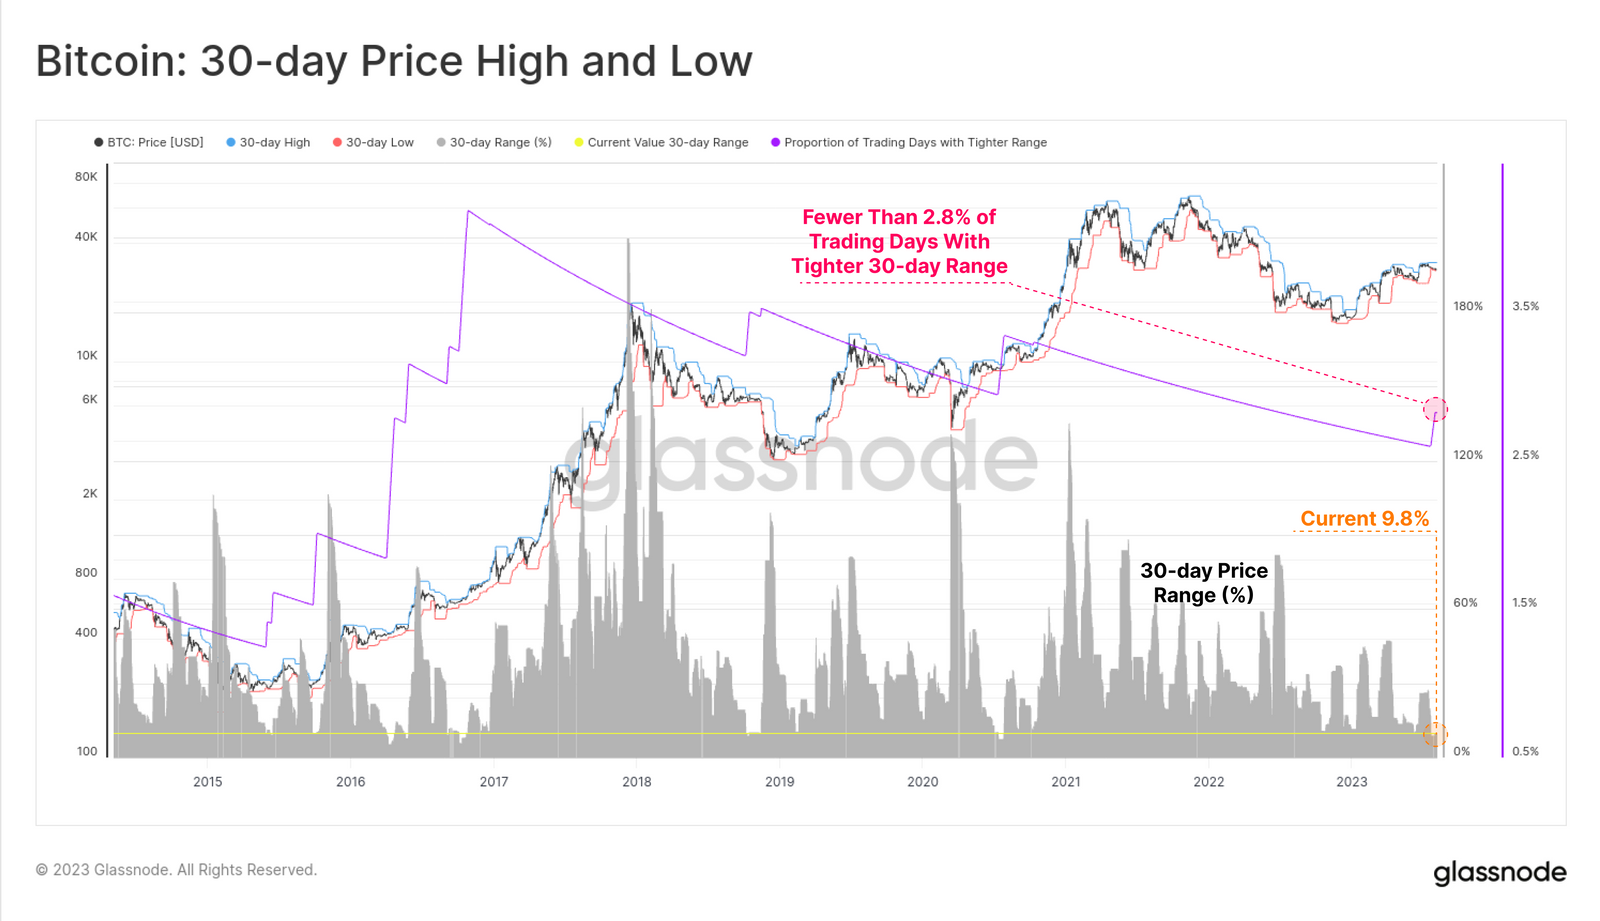 Bitcoin: 30-day Price High and Low
BTC: Price [USD] 30-day High 30-day Low 30-day Range (%) Current Value 30-day Range Proportion of Trading Days with Tighter Range
80K
40K
10K
6K
2K
800
400
100
Fewer Than 2.8% of
Trading Days With
Tighter 30-day Range
glassnode
Current 9.8%
30-day Price
Range (%)
180% 3.5%
120% 2.5%
60% 1.5%
0% 0.5%
2015 2016 2017 2018 2019 2020 2021 2022 2023
© 2023 Glassnode. All Rights Reserved.
glassnode